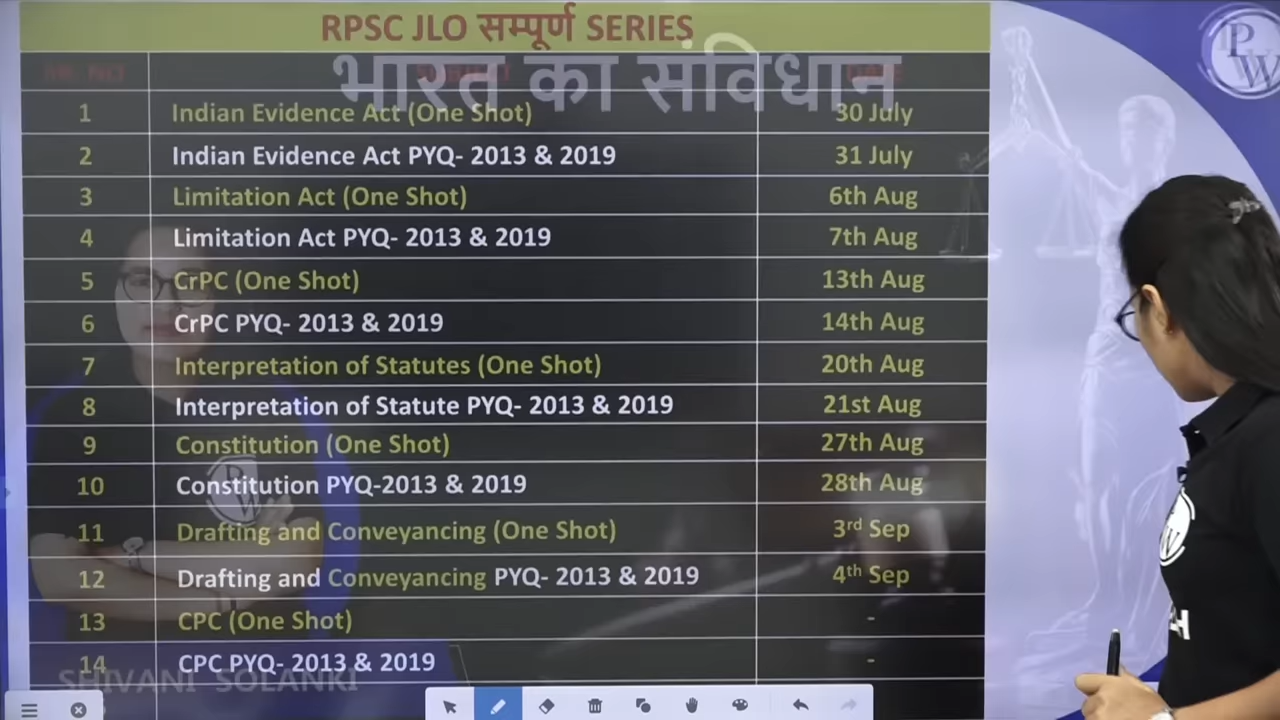 RPSC JLO सम्पूर्ण SERIES
भारत का संविधान
1 Indian Evidence Act (One Shot) 30 July
2 Indian Evidence Act PYQ- 2013 & 2019 31 July
3 Limitation Act (One Shot) 6th Aug
4 Limitation Act PYQ- 2013 & 2019 7th Aug
5 CrPC (One Shot) 13th Aug
6 CrPC PYQ- 2013 & 2019 14th Aug
7 Interpretation of Statutes (One Shot) 20th Aug
8 Interpretation of Statute PYQ- 2013 & 2019 21st Aug
9 Constitution (One Shot) 27th Aug
10 Constitution PYQ-2013 & 2019 28th Aug
11 Drafting and Conveyancing (One Shot) 3rd Sep
12 Drafting and Conveyancing PYQ- 2013 & 2019 4th Sep
13 CPC (One Shot) -
14 CPC PYQ- 2013 & 2019 -
SHIVANI SOLANKI
PW
PW
PW